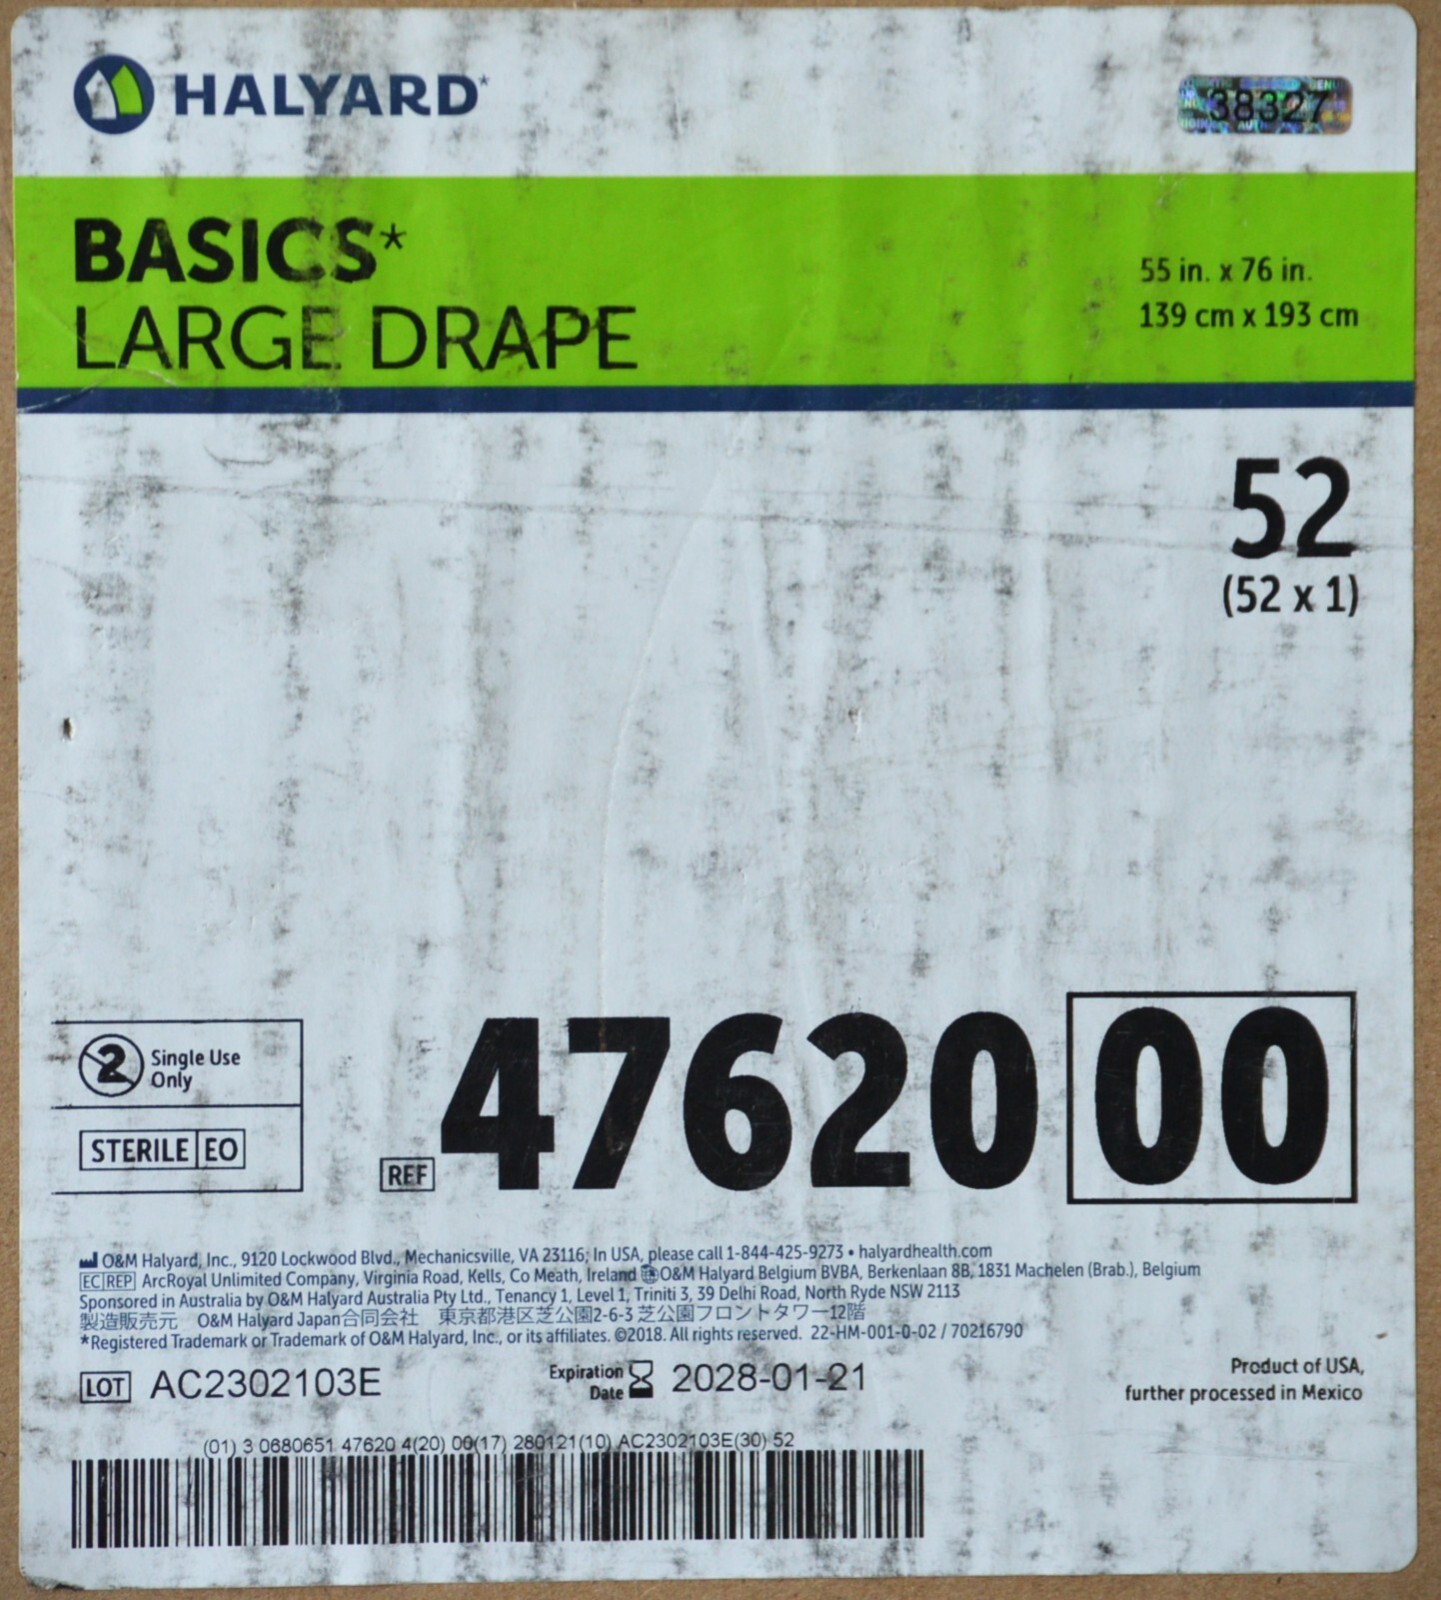 HALYARD*
38327
BASICS*
LARGE DRAPE
55 in. x 76 in.
139 cm x 193 cm
52
(52 x 1)
2 Single Use
Only
STERILE EO
REF 47620 00
O&M Halyard, Inc., 9120 Lockwood Blvd., Mechanicsville, VA 23116; In USA, please call 1-844-425-9273 • halyardhealth.com
EC REP ArcRoyal Unlimited Company, Virginia Road, Kells, Co Meath, Ireland O&M Halyard Belgium BVBA, Berkenlaan 8B, 1831 Machelen (Brab.), Belgium
Sponsored in Australia by O&M Halyard Australia Pty Ltd., Tenancy 1, Level 1, Triniti 3, 39 Delhi Road, North Ryde NSW 2113
製造販売元 O&M Halyard Japan合同会社 東京都港区芝公園2-6-3 芝公園フロントタワー12階
*Registered Trademark or Trademark of O&M Halyard, Inc., or its affiliates. ©2018. All rights reserved. 22-HM-001-0-02 / 70216790
LOT AC2302103E
Expiration
Date 2028-01-21
Product of USA,
further processed in Mexico
(01) 3 0680651 47620 4(20) 00(17) 280121(10) AC2302103E(30) 52